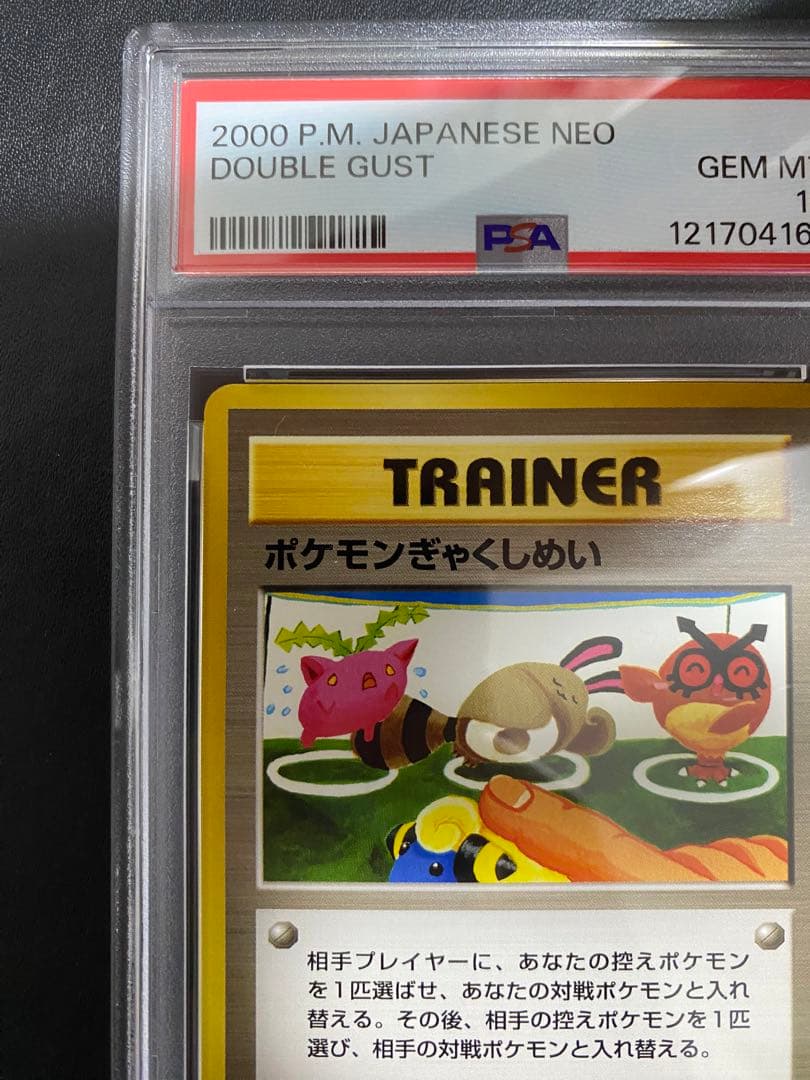 2000 P.M. JAPANESE NEO
DOUBLE GUST
GEM M
1
PSA
12170416
TRAINER
ポケモンぎゃくしめい
相手プレイヤーに、あなたの控えポケモン
を1匹選ばせ、あなたの対戦ポケモンと入れ
替える。その後、相手の控えポケモンを1匹
選び、相手の対戦ポケモンと入れ替える。